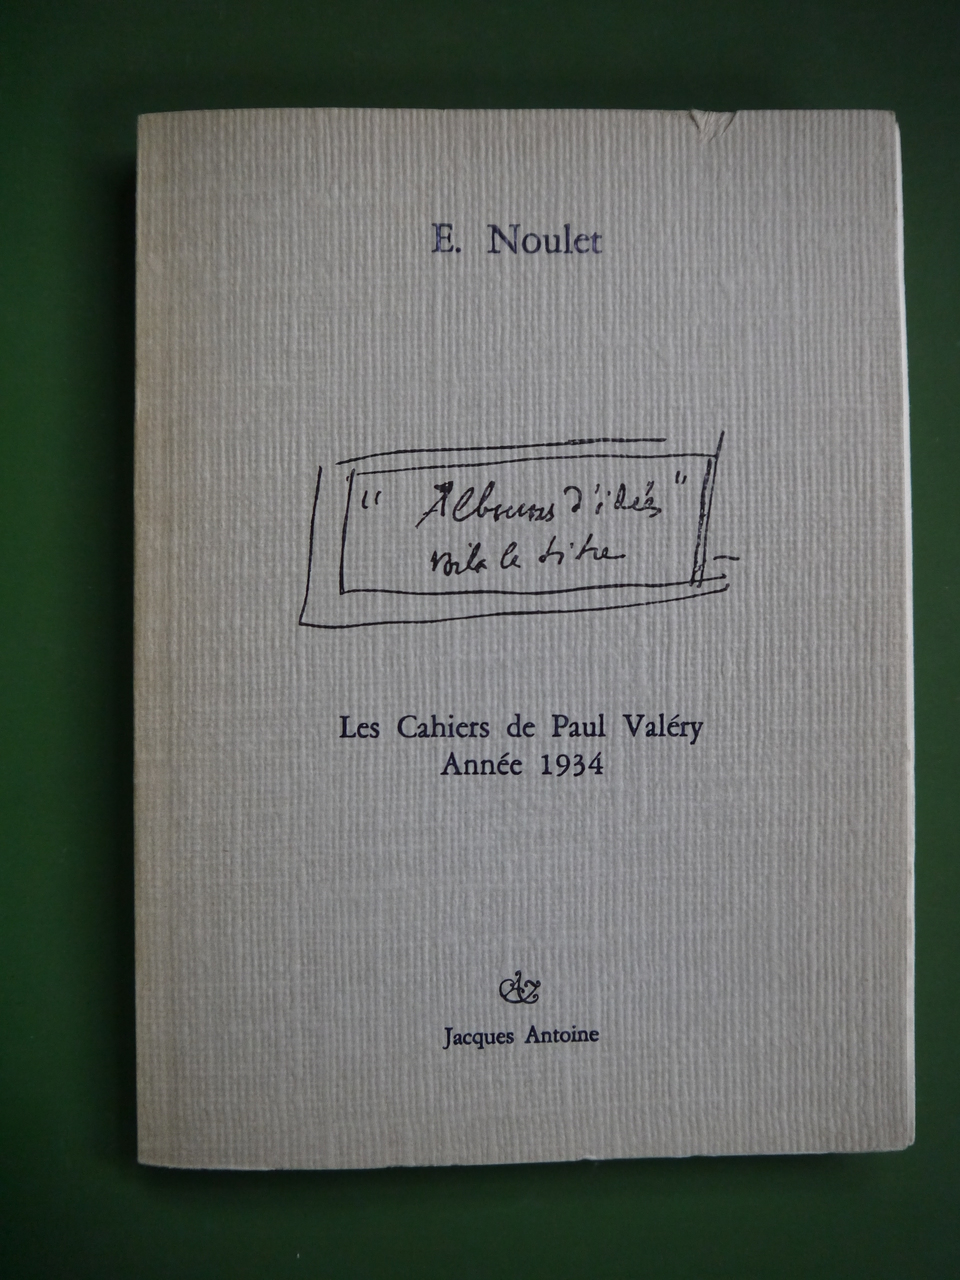 E. Noulet
" Albums d'idées "
voilà le titre
Les Cahiers de Paul Valéry
Année 1934
Jacques Antoine